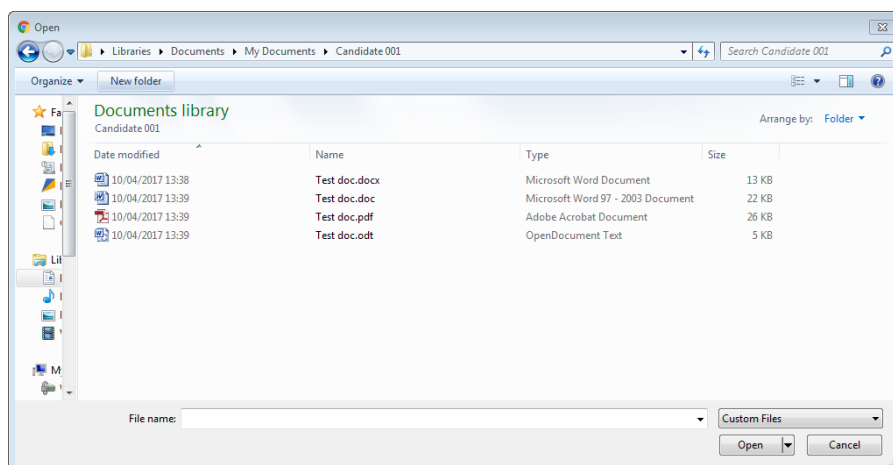 Open
Libraries Documents My Documents Candidate 001 Search Candidate 001
Organize New folder
Documents library
Candidate 001
Arrange by: Folder
Date modified Name Type Size
10/04/2017 13:38 Test doc.docx Microsoft Word Document 13 KB
10/04/2017 13:39 Test doc.doc Microsoft Word 97 - 2003 Document 22 KB
10/04/2017 13:39 Test doc.pdf Adobe Acrobat Document 26 KB
10/04/2017 13:39 Test doc.odt OpenDocument Text 5 KB
Fa
Lib
My
File name: Custom Files
Open Cancel